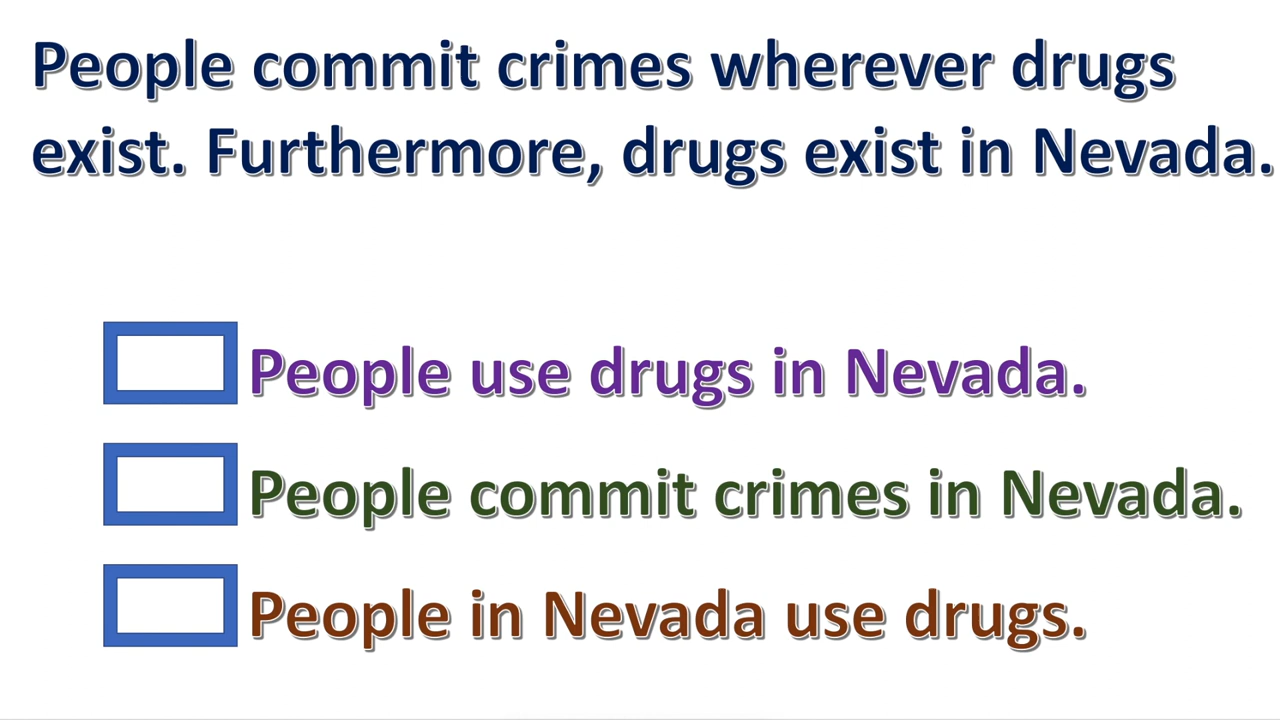 People commit crimes wherever drugs
exist. Furthermore, drugs exist in Nevada.
People use drugs in Nevada.
People commit crimes in Nevada.
People in Nevada use drugs.